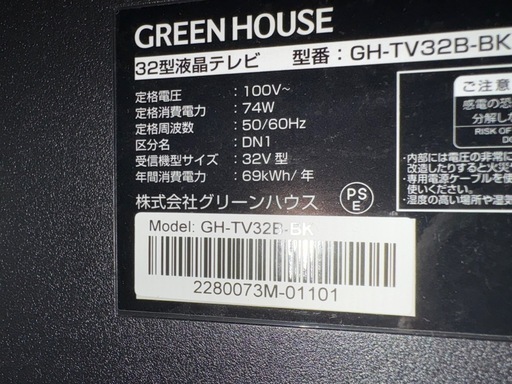 GREEN HOUSE
32型液晶テレビ 型番：GH-TV32B-BK
定格電圧 ：100V~
定格消費電力 ：74W
定格周波数 ：50/60Hz
区分名 ：DN1
受信機型サイズ ：32V 型
年間消費電力 ：69kWh/年
株式会社グリーンハウス
PS
E
Model: GH-TV32B-BK
2280073M-01101
ご注意
感電の恐
分解しな
RISK OF
・内部には電圧の非常に
改造したりすると火災
・専用電源ケーブルを使
使いください。
・湿度の高い場所、